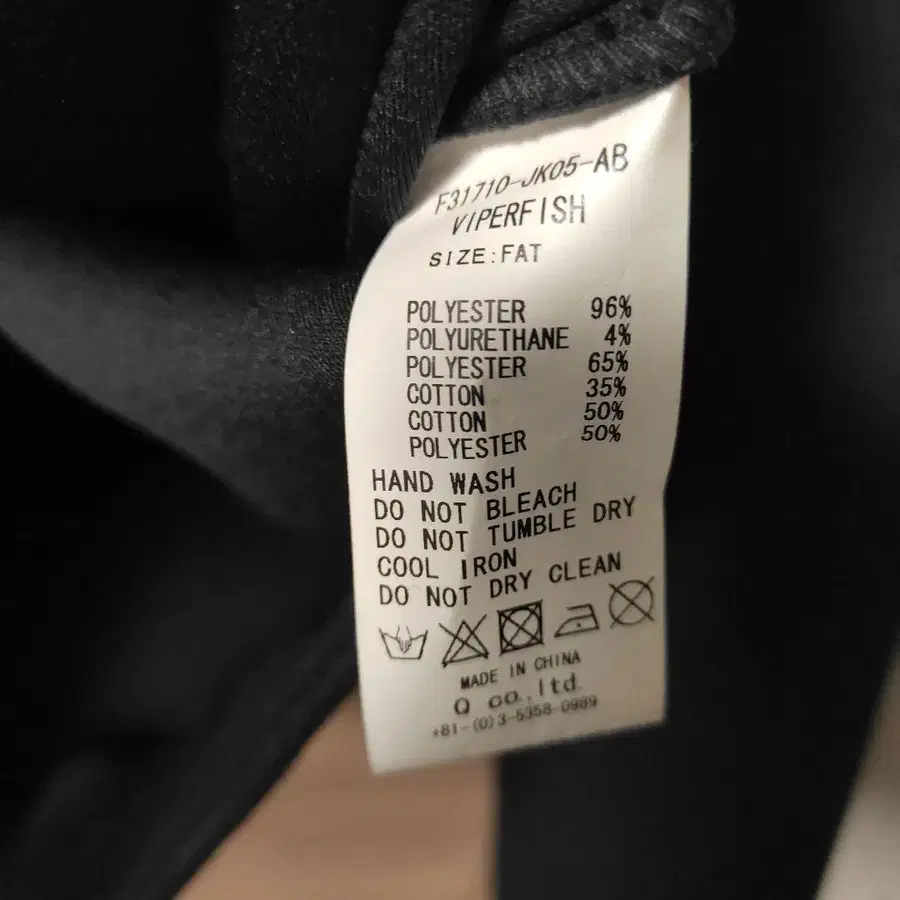 F31710-JK05-AB
VIPERFISH
SIZE:FAT
POLYESTER 96%
POLYURETHANE 4%
POLYESTER 65%
COTTON 35%
COTTON 50%
POLYESTER 50%
HAND WASH
DO NOT BLEACH
DO NOT TUMBLE DRY
COOL IRON
DO NOT DRY CLEAN
MADE IN CHINA
Q co.,ltd.
+81-(0)3-5358-0989